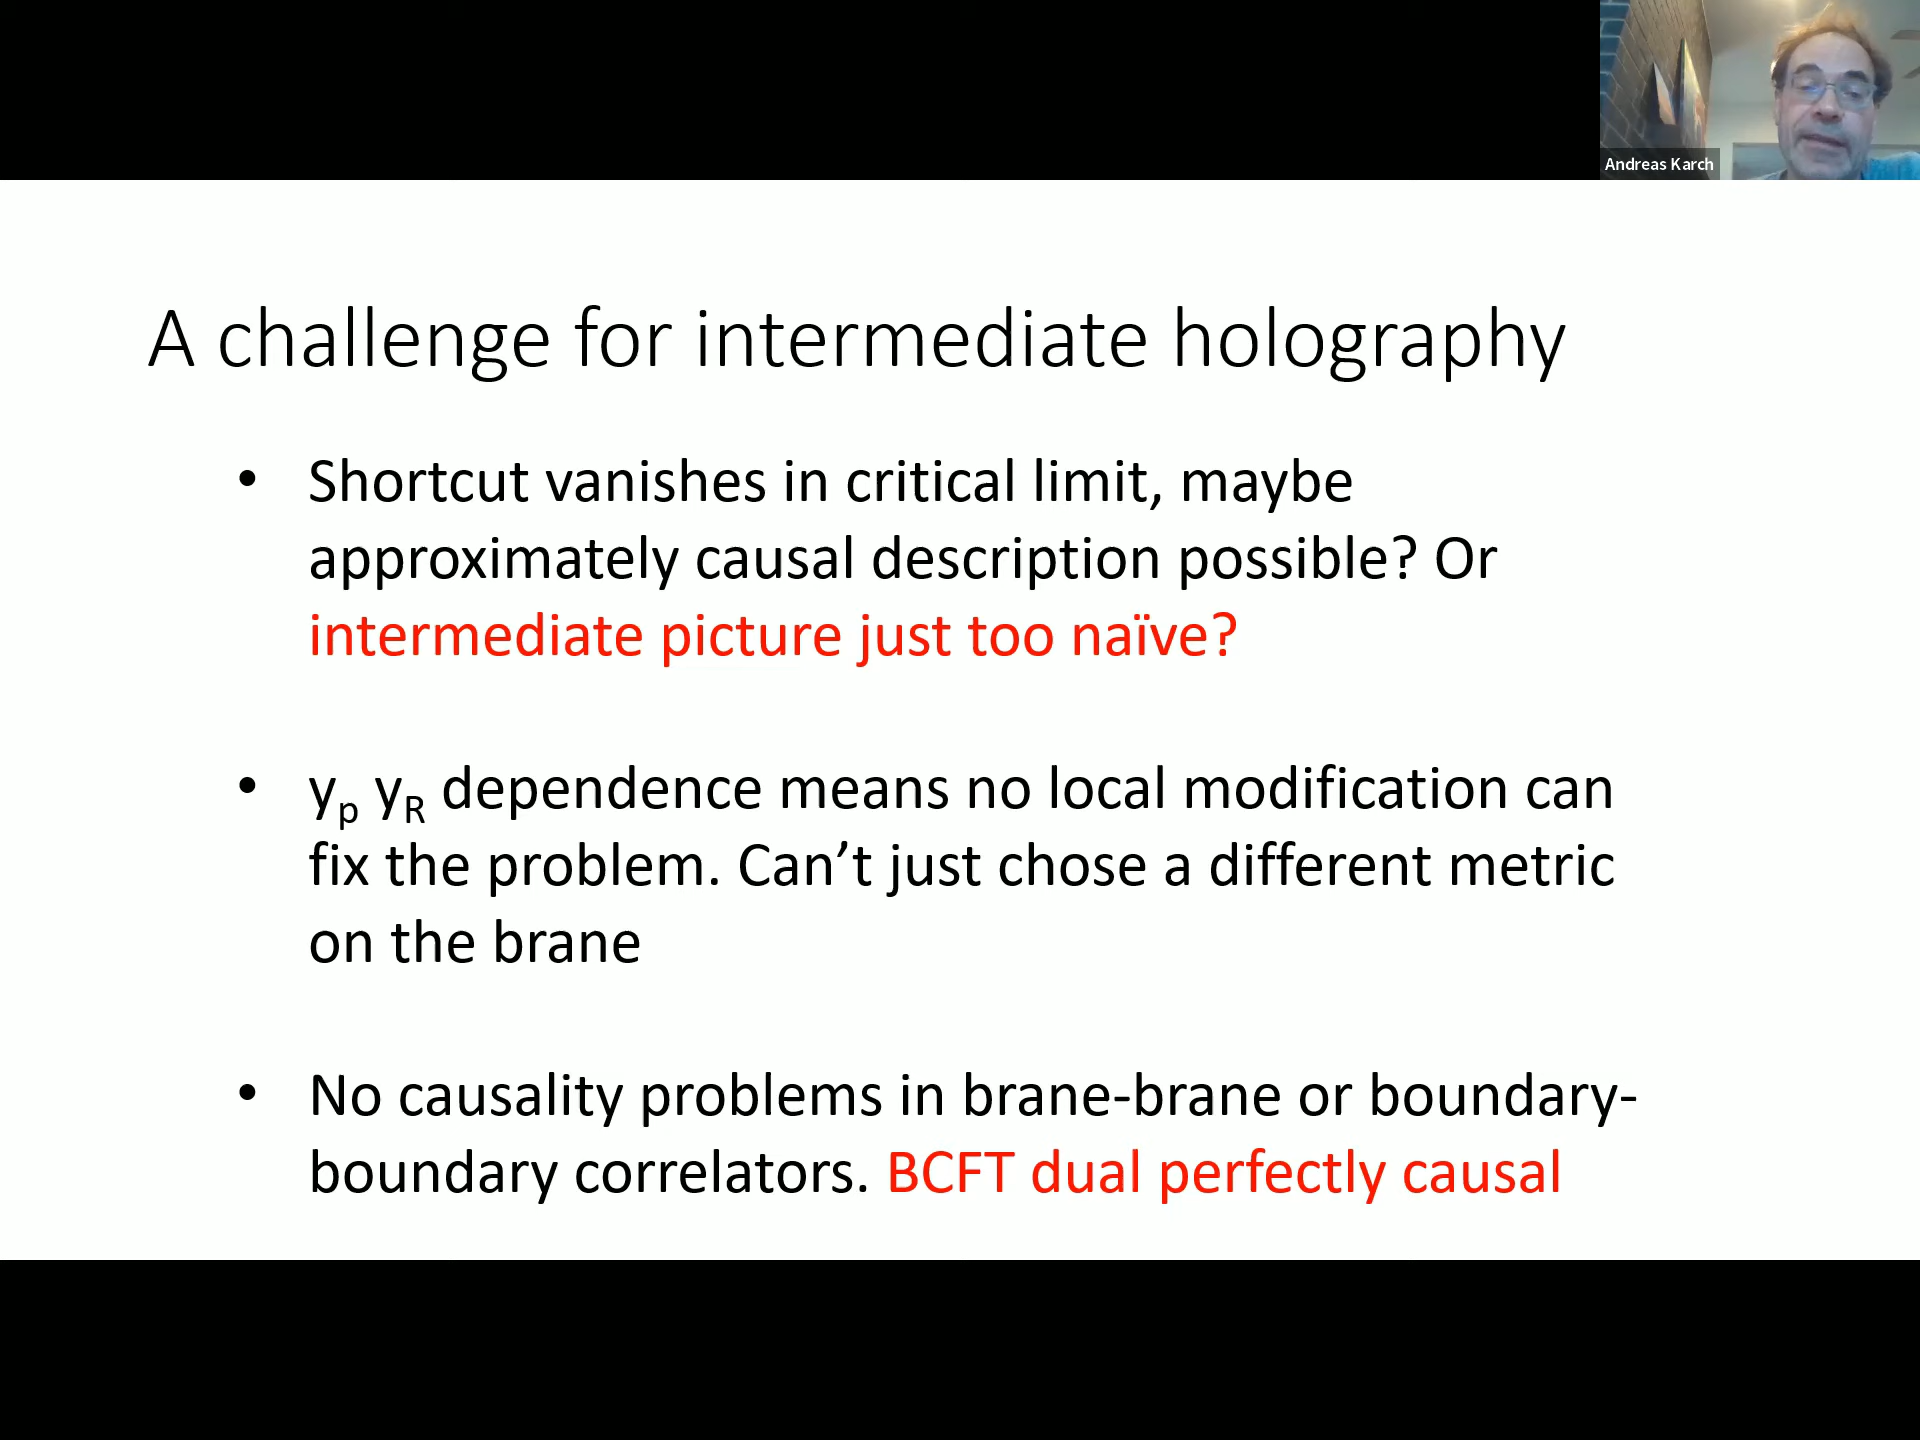 Andreas Karch
A challenge for intermediate holography
• Shortcut vanishes in critical limit, maybe
approximately causal description possible? Or
intermediate picture just too naïve?
• yp yR dependence means no local modification can
fix the problem. Can’t just chose a different metric
on the brane
• No causality problems in brane-brane or boundary-
boundary correlators. BCFT dual perfectly causal